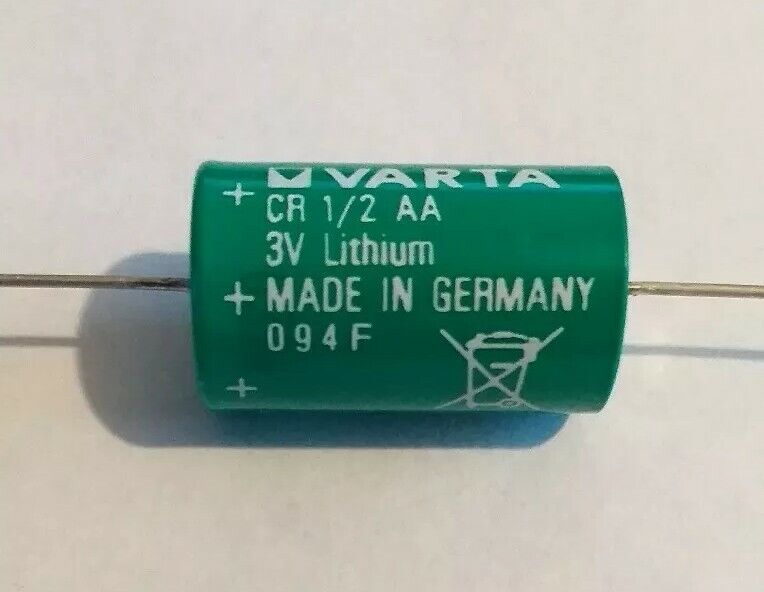 VARTA
+ CR 1/2 AA
3V Lithium
+ MADE IN GERMANY
094F
+